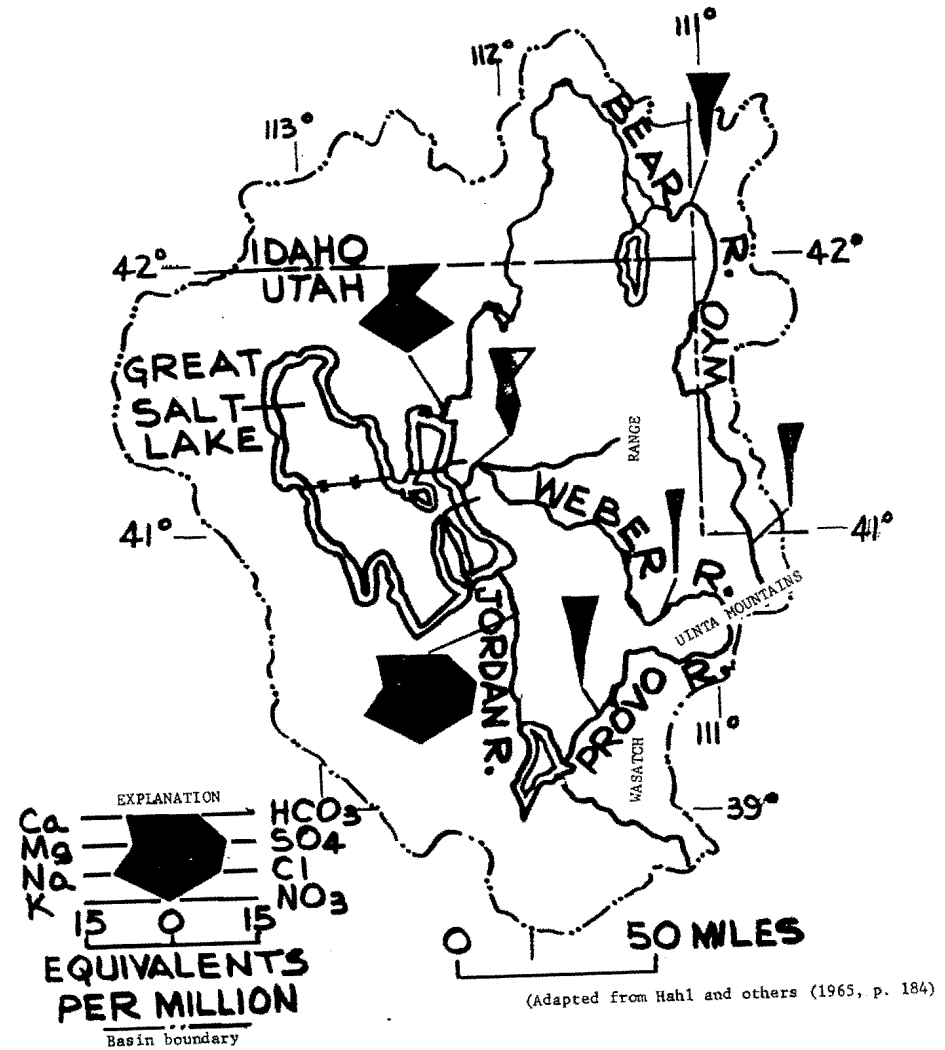 111°
112°
113°
BEAR
R.
42°
IDAHO
UTAH
42°
WYO
GREAT
SALT
LAKE
RANGE
WEBER
R.
41°
41°
UINTA MOUNTAINS
JORDAN R.
PROVO R.
111°
WASATCH
39°
EXPLANATION
Ca
HCO3
Mg
SO4
Na
Cl
K
NO3
15 0 15
EQUIVALENTS
PER MILLION
Basin boundary
0 50 MILES
(Adapted from Hahl and others (1965, p. 184)